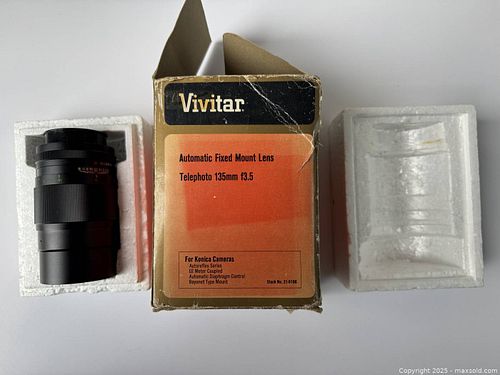 Vivitar
Automatic Fixed Mount Lens
Telephoto 135mm f3.5
For Konica Cameras
Autoreflex Series
EE Meter Coupled
Automatic Diaphragm Control
Bayonet Type Mount
Copyright 2025 - maxsold.com